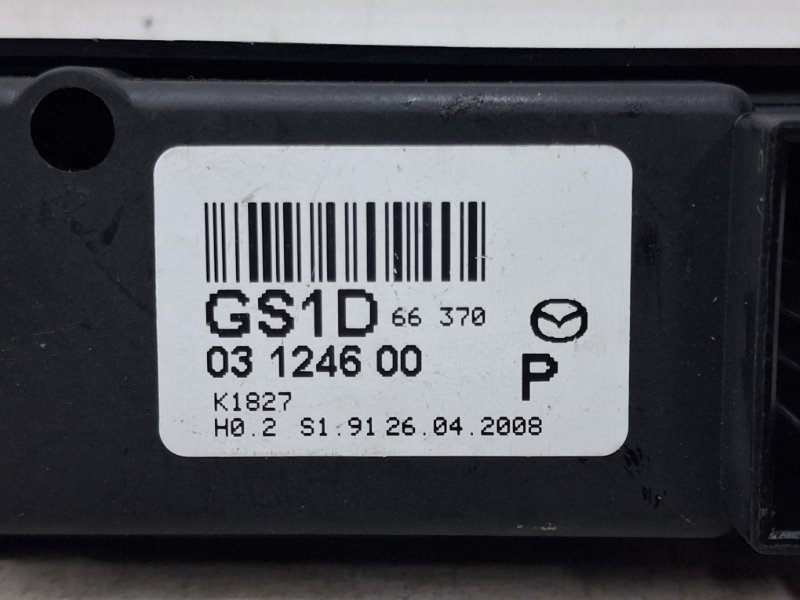 GS1D 66 370
03 1246 00
P
K1827
H0.2 S1.91 26.04.2008